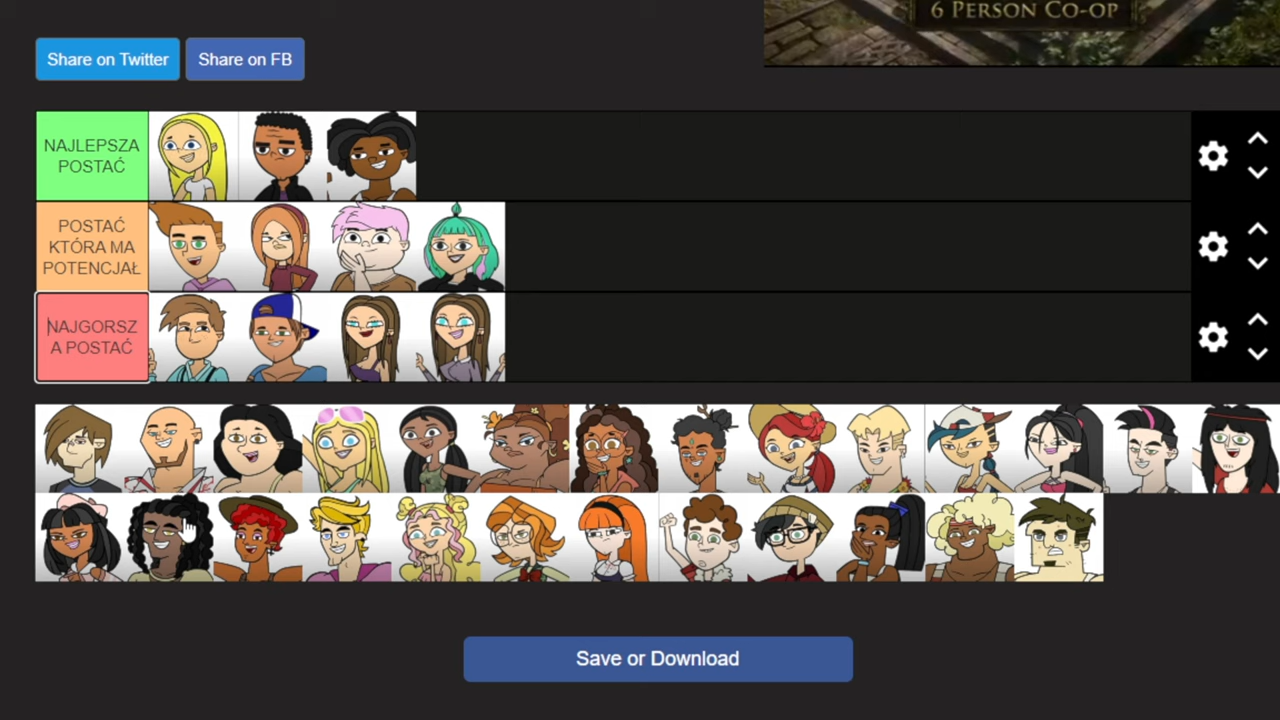 6 PERSON CO-OP
Share on Twitter
Share on FB
NAJLEPSZA
POSTAĆ
POSTAĆ
KTÓRA MA
POTENCJAŁ
NAJGORSZ
A POSTAĆ
Save or Download